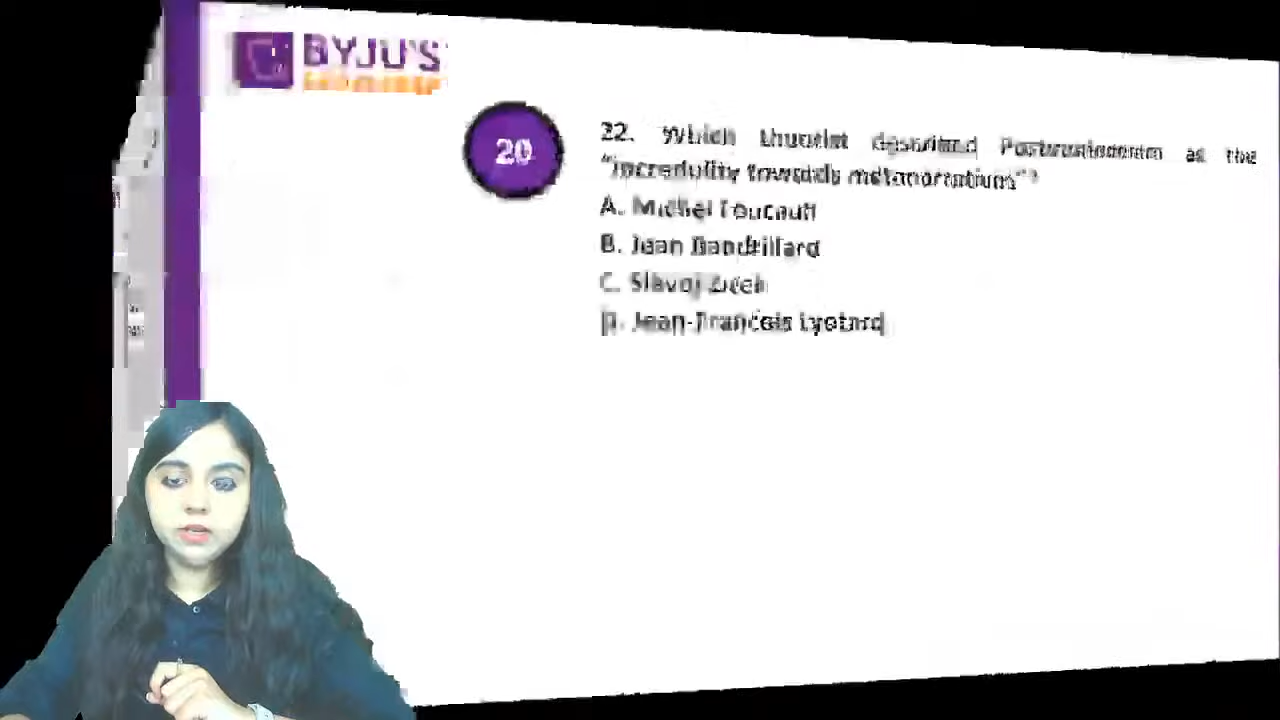 BYJU'S
20
22. Which theorist described Postmodernism as the
"incredulity towards metanarratives"?
A. Michel Foucault
B. Jean Baudrillard
C. Slavoj Zizek
D. Jean-Francois Lyotard